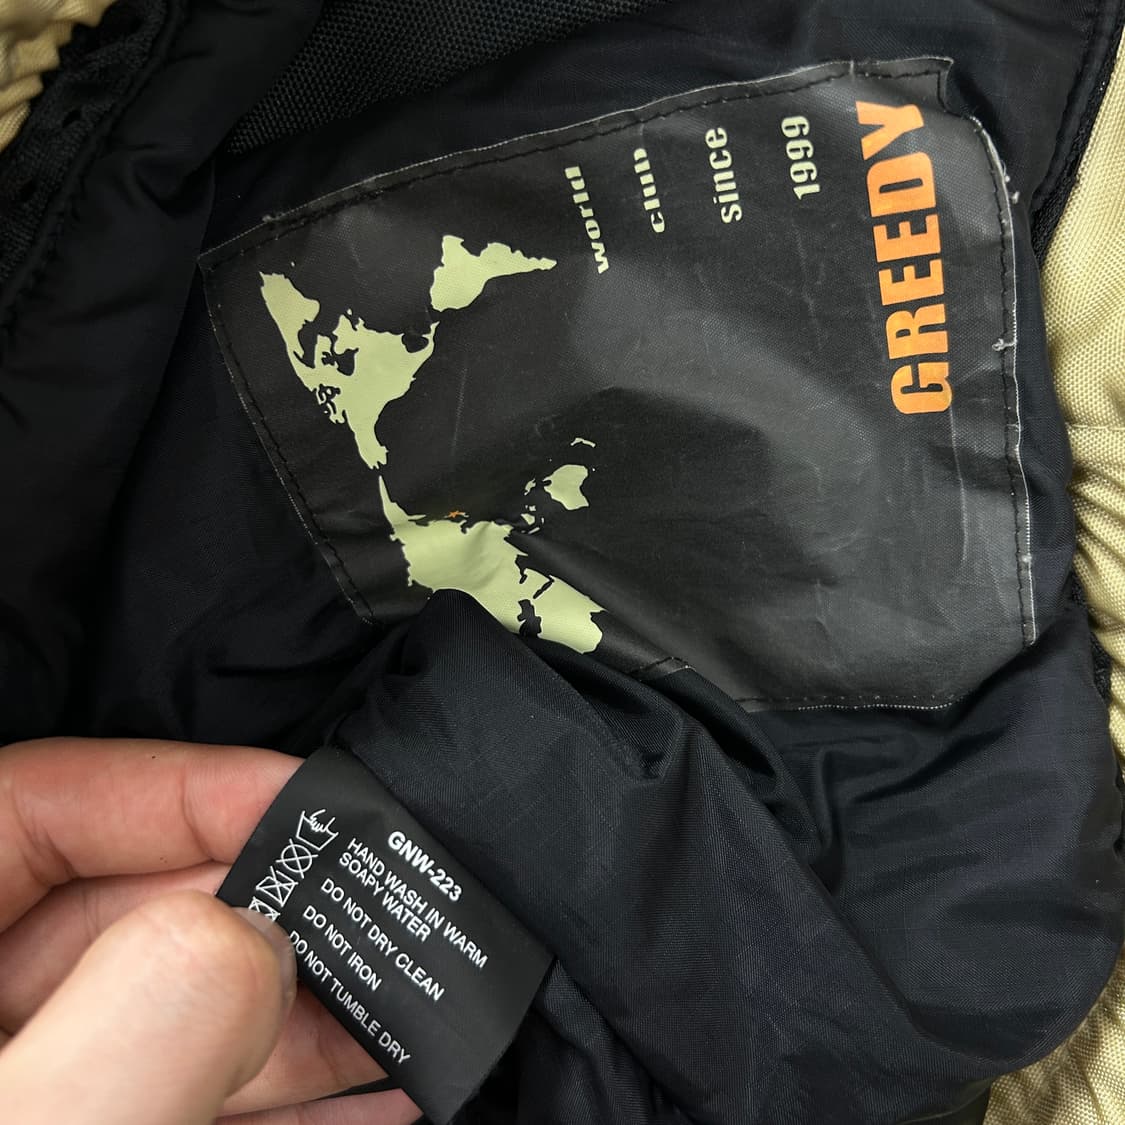 GREEDY
world
club
since
1999
GNW-223
HAND WASH IN WARM
SOAPY WATER
DO NOT DRY CLEAN
DO NOT IRON
DO NOT TUMBLE DRY